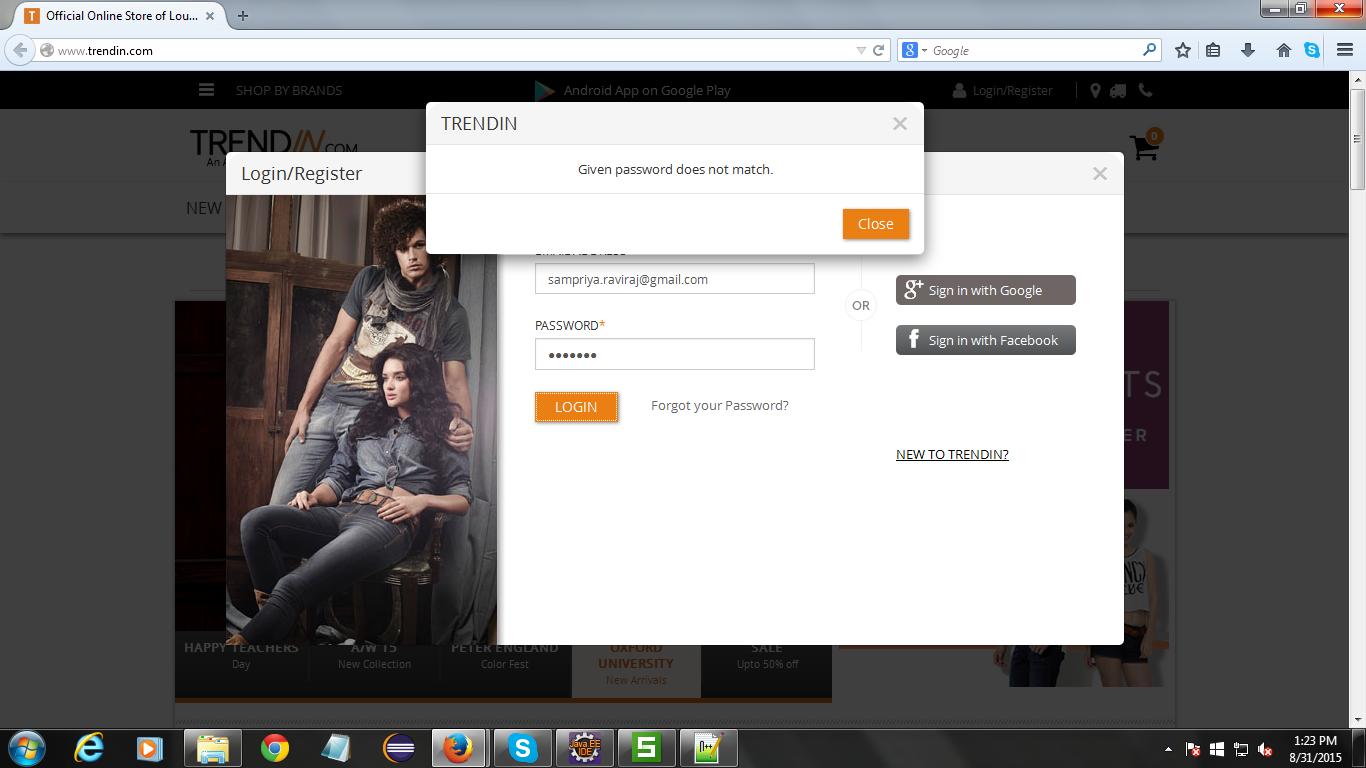 Official Online Store of Lou...
www.trendin.com
Google
SHOP BY BRANDS
Android App on Google Play
Login/Register
TRENDIN
TRENDIN.COM
0
Given password does not match.
Login/Register
NEW
Close
sampriya.raviraj@gmail.com
Sign in with Google
OR
PASSWORD*
Sign in with Facebook
LOGIN
Forgot your Password?
NEW TO TRENDIN?
HAPPY TEACHERS
Day
A/W 15
New Collection
PETER ENGLAND
Color Fest
OXFORD
UNIVERSITY
New Arrivals
SALE
Upto 50% off
Java EE
IDE
1:23 PM
8/31/2015